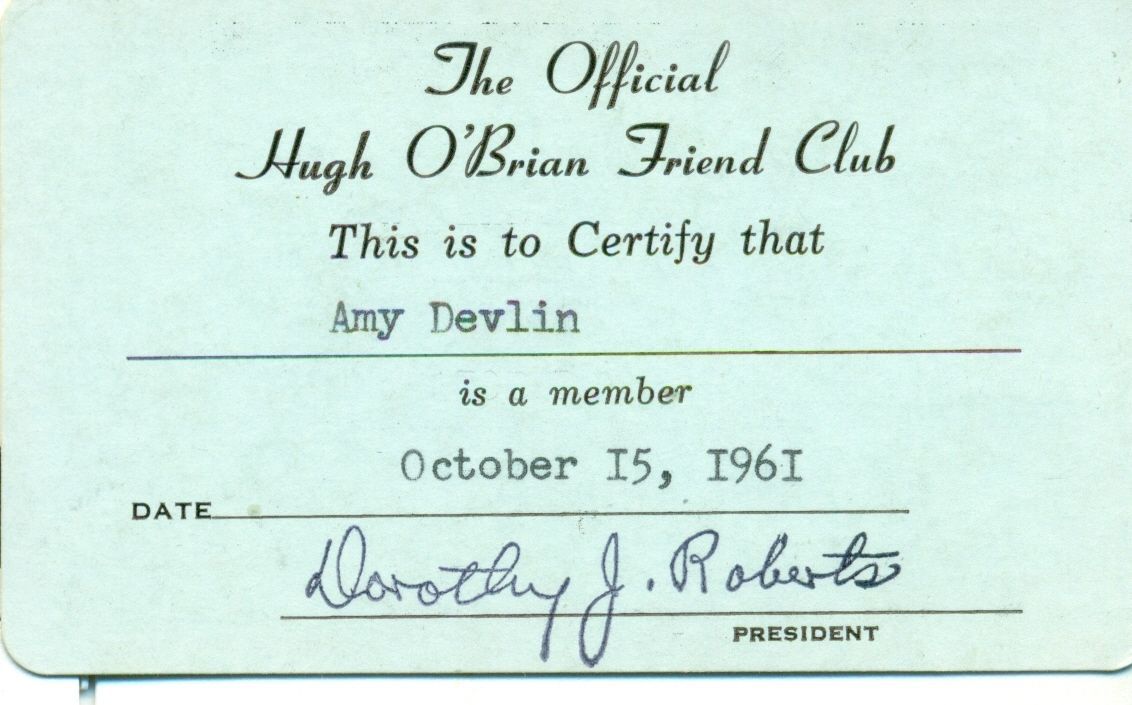 The Official
Hugh O'Brian Friend Club
This is to Certify that
Amy Devlin
is a member
October I5, I96I
DATE
Dorothy J. Roberts
PRESIDENT